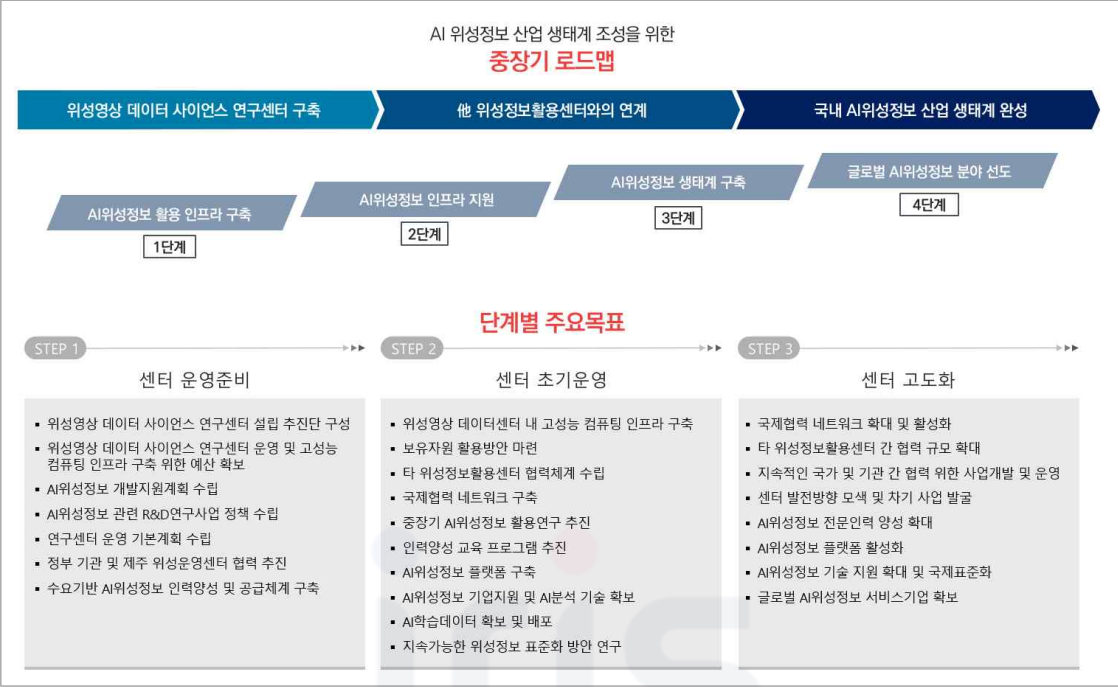 AI 위성정보 산업 생태계 조성을 위한
중장기 로드맵
위성영상 데이터 사이언스 연구센터 구축
他 위성정보활용센터와의 연계
국내 AI위성정보 산업 생태계 완성
AI위성정보 활용 인프라 구축
1단계
AI위성정보 인프라 지원
2단계
AI위성정보 생태계 구축
3단계
글로벌 AI위성정보 분야 선도
4단계
단계별 주요목표
STEP 1
센터 운영준비
▪ 위성영상 데이터 사이언스 연구센터 설립 추진단 구성
▪ 위성영상 데이터 사이언스 연구센터 운영 및 고성능
컴퓨팅 인프라 구축 위한 예산 확보
▪ AI위성정보 개발지원계획 수립
▪ AI위성정보 관련 R&D연구사업 정책 수립
▪ 연구센터 운영 기본계획 수립
▪ 정부 기관 및 제주 위성운영센터 협력 추진
▪ 수요기반 AI위성정보 인력양성 및 공급체계 구축
STEP 2
센터 초기운영
▪ 위성영상 데이터센터 내 고성능 컴퓨팅 인프라 구축
▪ 보유자원 활용방안 마련
▪ 타 위성정보활용센터 협력체계 수립
▪ 국제협력 네트워크 구축
▪ 중장기 AI위성정보 활용연구 추진
▪ 인력양성 교육 프로그램 추진
▪ AI위성정보 플랫폼 구축
▪ AI위성정보 기업지원 및 AI분석 기술 확보
▪ AI학습데이터 확보 및 배포
▪ 지속가능한 위성정보 표준화 방안 연구
STEP 3
센터 고도화
▪ 국제협력 네트워크 확대 및 활성화
▪ 타 위성정보활용센터 간 협력 규모 확대
▪ 지속적인 국가 및 기관 간 협력 위한 사업개발 및 운영
▪ 센터 발전방향 모색 및 차기 사업 발굴
▪ AI위성정보 전문인력 양성 확대
▪ AI위성정보 플랫폼 활성화
▪ AI위성정보 기술 지원 확대 및 국제표준화
▪ 글로벌 AI위성정보 서비스기업 확보
iris